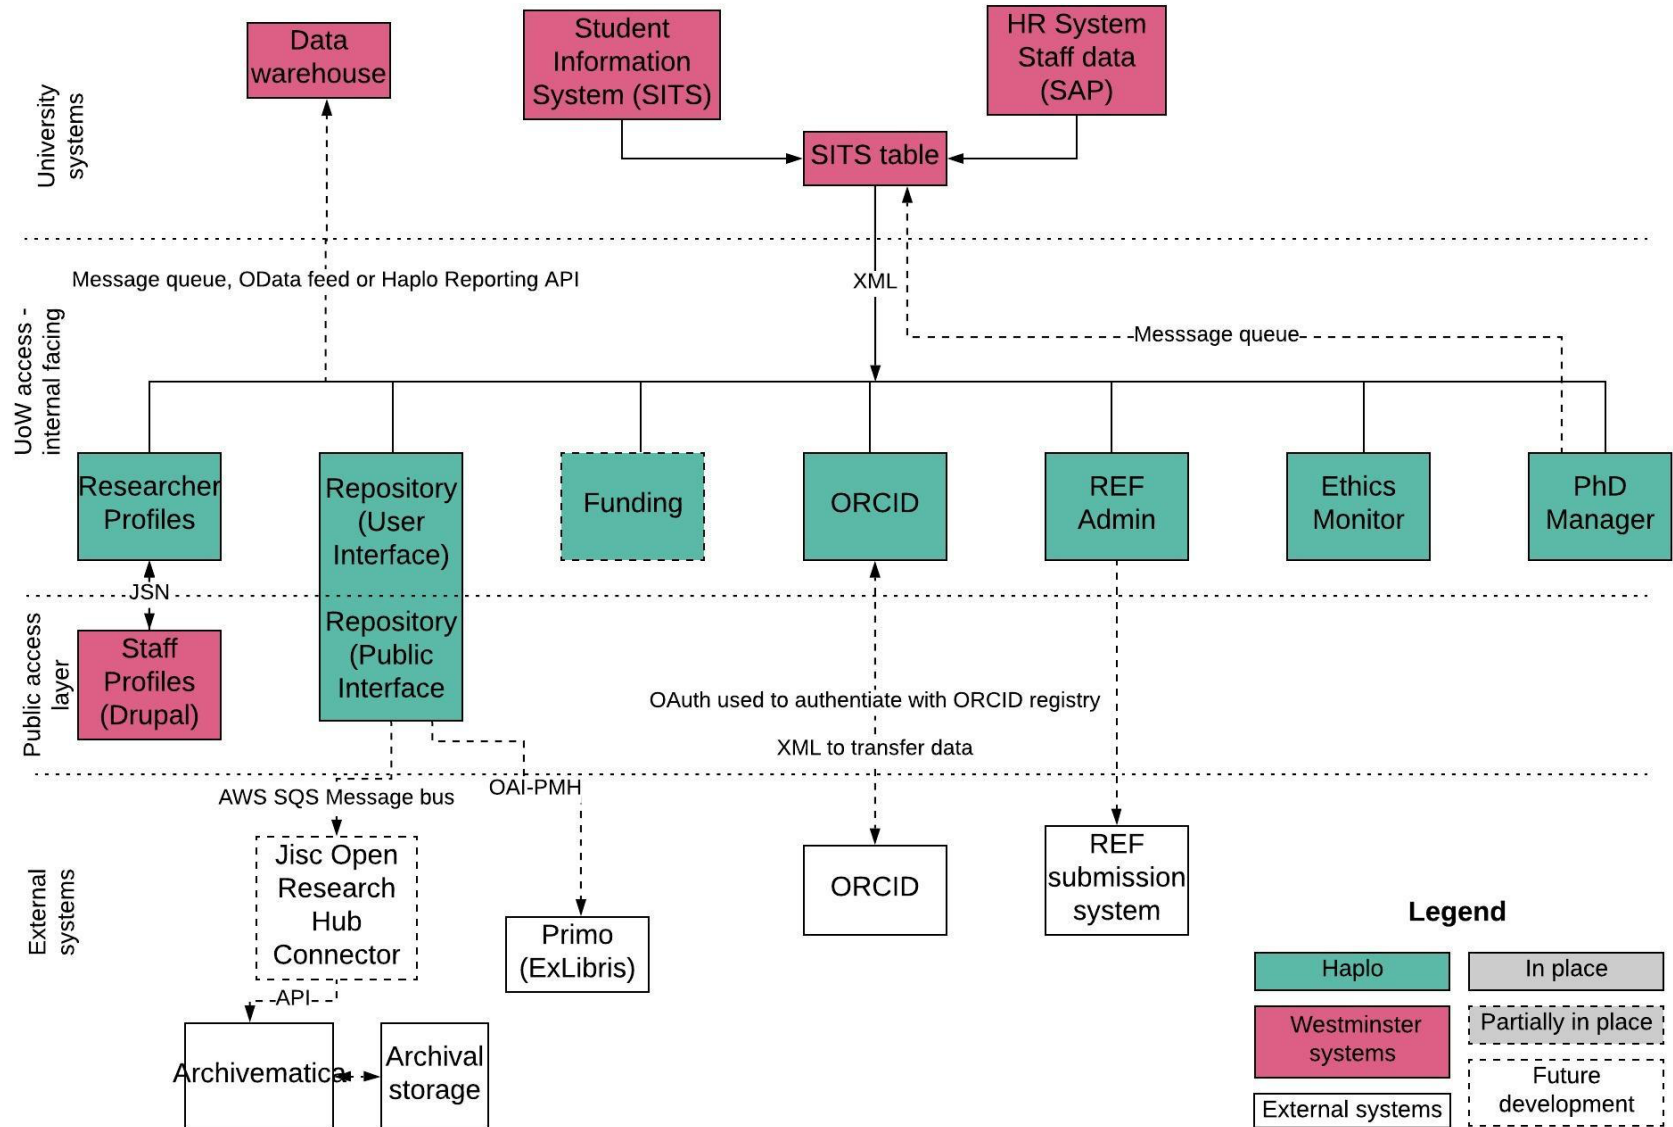 Data
warehouse
Student
Information
System (SITS)
HR System
Staff data
(SAP)
SITS table
University
systems
Message queue, OData feed or Haplo Reporting API
XML
Messsage queue
UoW access -
internal facing
Researcher
Profiles
Repository
(User
Interface)
Funding
ORCID
REF
Admin
Ethics
Monitor
PhD
Manager
JSN
Repository
(Public
Interface
Staff
Profiles
(Drupal)
Public access
layer
OAuth used to authentiate with ORCID registry
XML to transfer data
AWS SQS Message bus
OAI-PMH
External
systems
Jisc Open
Research
Hub
Connector
Primo
(ExLibris)
ORCID
REF
submission
system
API
Archivematica
Archival
storage
Legend
Haplo
In place
Westminster
systems
Partially in place
External systems
Future
development